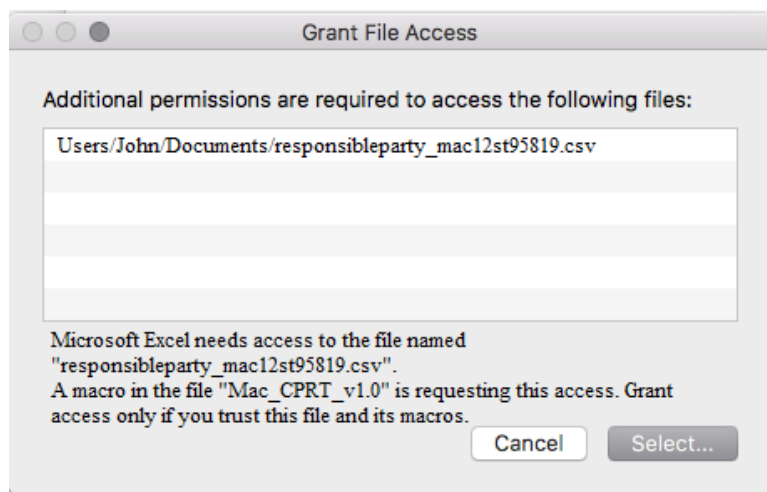 Grant File Access
Additional permissions are required to access the following files:
Users/John/Documents/responsibleparty_mac12st95819.csv
Microsoft Excel needs access to the file named
"responsibleparty_mac12st95819.csv".
A macro in the file "Mac_CPRT_v1.0" is requesting this access. Grant
access only if you trust this file and its macros.
Cancel Select...